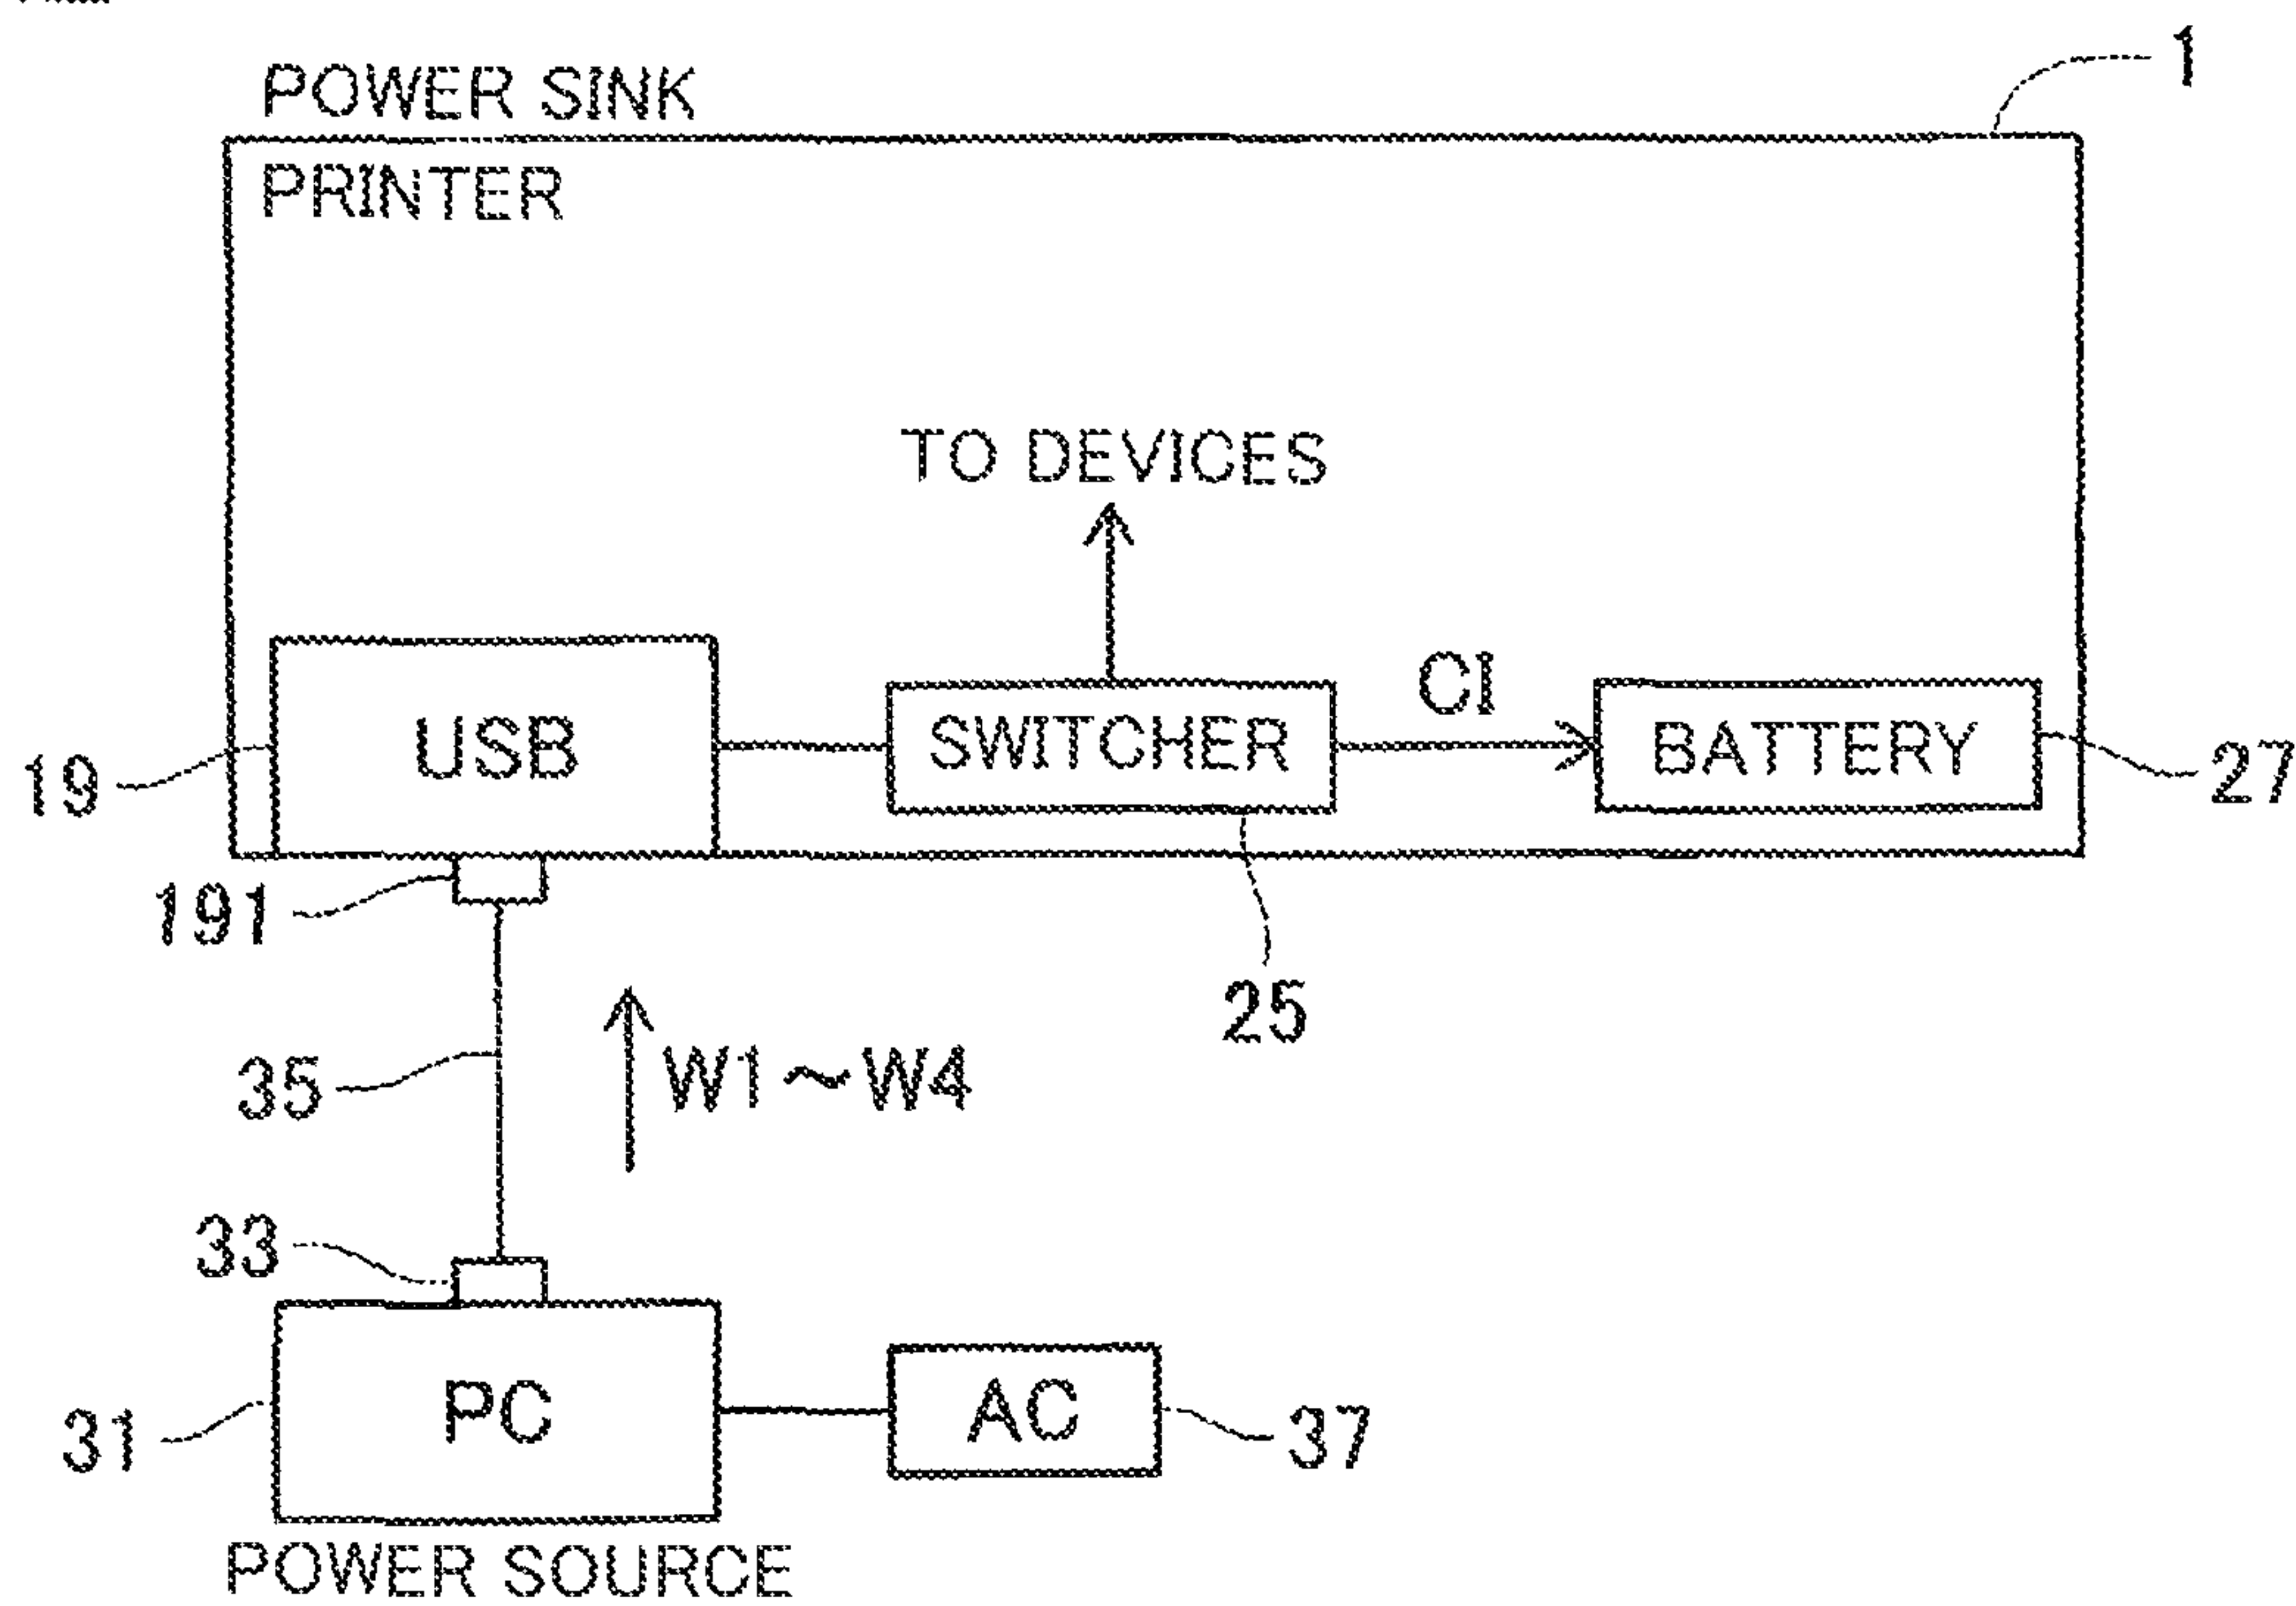 POWER SINK
1
PRINTER
TO DEVICES
CI
USB
SWITCHER
BATTERY
19
27
191
25
35
W1～W4
33
PC
AC
31
37
POWER SOURCE